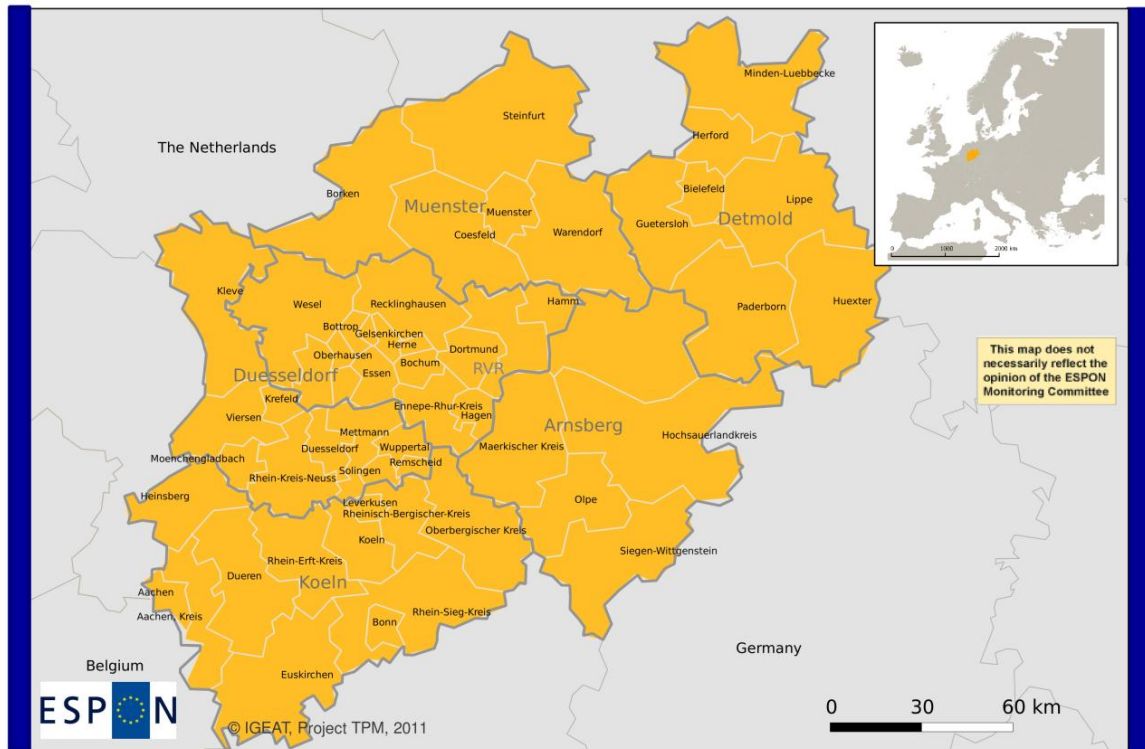 Minden-Luebbecke
Steinfurt
Herford
The Netherlands
Borken
Bielefeld
Lippe
Muenster
Muenster
Guetersloh
Detmold
Coesfeld
Warendorf
0 1000 2000 km
Kleve
Wesel
Recklinghausen
Hamm
Paderborn
Huexter
Bottrop
Gelsenkirchen
Herne
Oberhausen
Dortmund
Bochum
Duesseldorf
Essen
RVR
This map does not
necessarily reflect the
opinion of the ESPON
Monitoring Committee
Krefeld
Viersen
Ennepe-Rhur-Kreis
Hagen
Arnsberg
Mettmann
Hochsauerlandkreis
Duesseldorf
Wuppertal
Maerkischer Kreis
Moenchengladbach
Remscheid
Solingen
Rhein-Kreis-Neuss
Heinsberg
Leverkusen
Rheinisch-Bergischer-Kreis
Olpe
Oberbergischer Kreis
Koeln
Siegen-Wittgenstein
Rhein-Erft-Kreis
Dueren
Koeln
Aachen
Aachen, Kreis
Rhein-Sieg-Kreis
Bonn
Germany
Belgium
Euskirchen
ESPON
© IGEAT, Project TPM, 2011
0 30 60 km